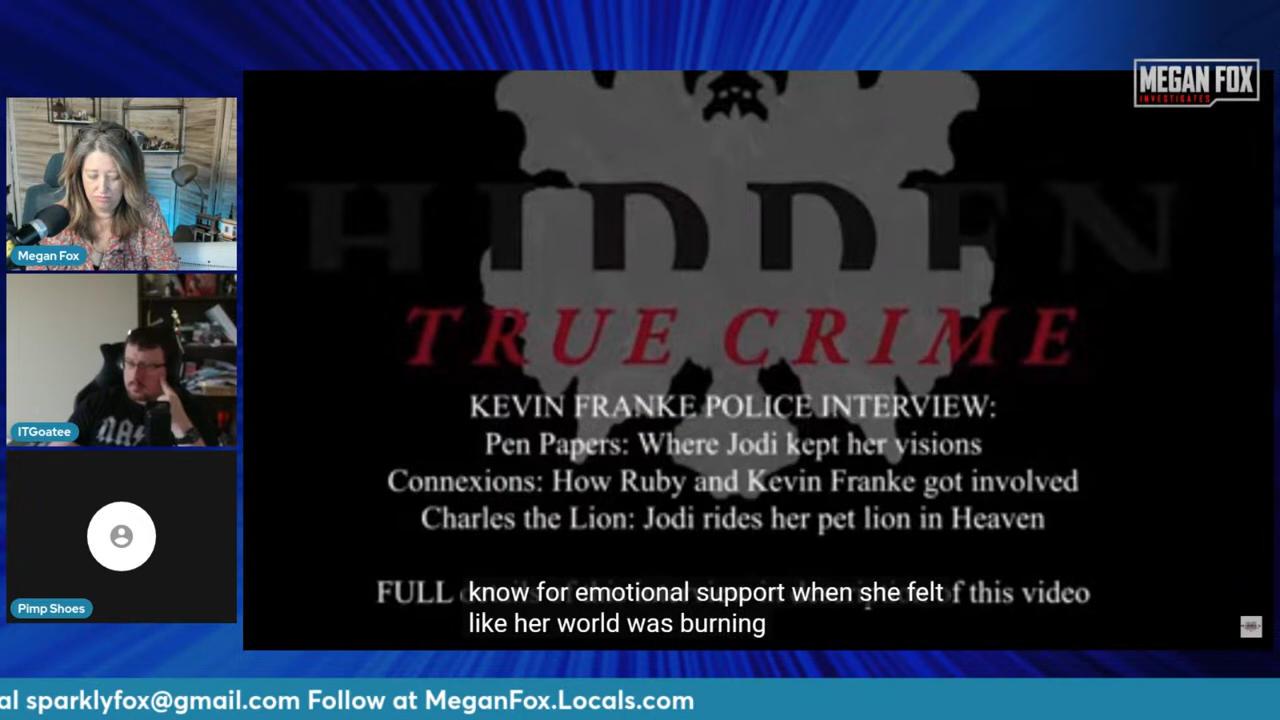 MEGAN FOX
INVESTIGATES
Megan Fox
ITGoatee
Pimp Shoes
HIDDEN
TRUE CRIME
KEVIN FRANKE POLICE INTERVIEW:
Pen Papers: Where Jodi kept her visions
Connexions: How Ruby and Kevin Franke got involved
Charles the Lion: Jodi rides her pet lion in Heaven
FULL of this video
know for emotional support when she felt
like her world was burning
al sparklyfox@gmail.com Follow at MeganFox.Locals.com